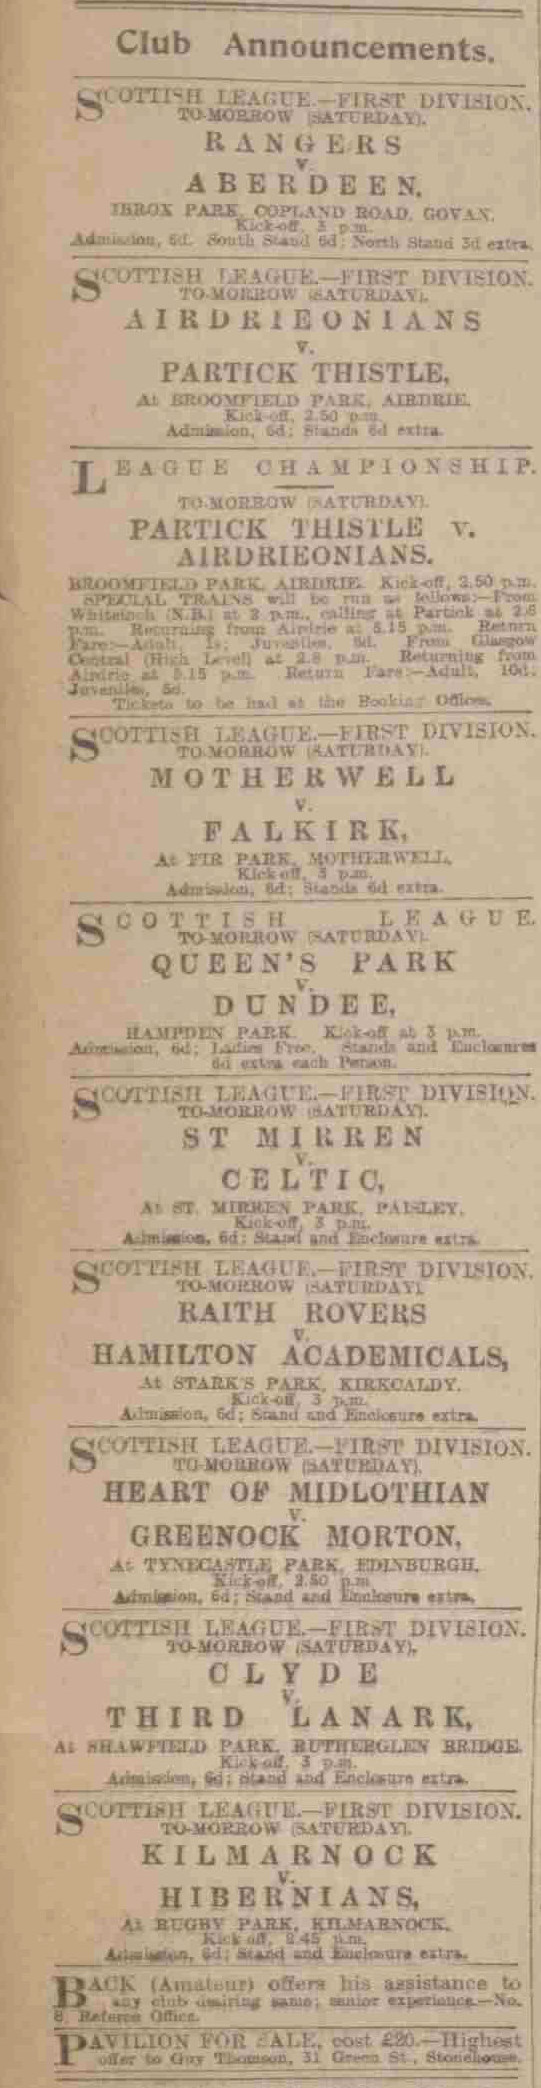 Club Announcements.
SCOTTISH LEAGUE.—FIRST DIVISION.
TO-MORROW (SATURDAY).
RANGERS
v.
ABERDEEN,
IBROX PARK, COPLAND ROAD, GOVAN.
Kick-off, 3 p.m.
Admission, 6d. South Stand 6d; North Stand 3d extra.
SCOTTISH LEAGUE.—FIRST DIVISION.
TO-MORROW (SATURDAY).
AIRDRIEONIANS
v.
PARTICK THISTLE,
At BROOMFIELD PARK, AIRDRIE.
Kick-off, 2.50 p.m.
Admission, 6d; Stands 6d extra.
LEAGUE CHAMPIONSHIP.
TO-MORROW (SATURDAY).
PARTICK THISTLE v.
AIRDRIEONIANS.
BROOMFIELD PARK, AIRDRIE. Kick-off, 2.50 p.m.
SPECIAL TRAINS will be run as follows:—From
Whiteinch (N.B.) at 2 p.m., calling at Partick at 2.6
p.m. Returning from Airdrie at 5.15 p.m. Return
Fare:—Adult, 1s; Juveniles, 6d. From Glasgow
Central (High Level) at 2.8 p.m. Returning from
Airdrie at 5.15 p.m. Return Fare:—Adult, 10d;
Juveniles, 5d.
Tickets to be had at the Booking Offices.
SCOTTISH LEAGUE.—FIRST DIVISION.
TO-MORROW (SATURDAY).
MOTHERWELL
v.
FALKIRK,
At FIR PARK, MOTHERWELL,
Kick-off, 3 p.m.
Admission, 6d; Stands 6d extra.
SCOTTISH LEAGUE.
TO-MORROW (SATURDAY).
QUEEN'S PARK
v.
DUNDEE,
HAMPDEN PARK. Kick-off at 3 p.m.
Admission, 6d; Ladies Free. Stands and Enclosures
6d extra each Person.
SCOTTISH LEAGUE.—FIRST DIVISION.
TO-MORROW (SATURDAY).
ST MIRREN
v.
CELTIC,
At ST. MIRREN PARK, PAISLEY.
Kick-off, 3 p.m.
Admission, 6d; Stand and Enclosure extra.
SCOTTISH LEAGUE.—FIRST DIVISION.
TO-MORROW (SATURDAY).
RAITH ROVERS
v.
HAMILTON ACADEMICALS,
At STARK'S PARK, KIRKCALDY.
Kick-off, 3 p.m.
Admission, 6d; Stand and Enclosure extra.
SCOTTISH LEAGUE.—FIRST DIVISION.
TO-MORROW (SATURDAY).
HEART OF MIDLOTHIAN
v.
GREENOCK MORTON,
At TYNECASTLE PARK, EDINBURGH.
Kick-off, 2.50 p.m.
Admission, 6d; Stand and Enclosure extra.
SCOTTISH LEAGUE.—FIRST DIVISION.
TO-MORROW (SATURDAY).
CLYDE
v.
THIRD LANARK,
At SHAWFIELD PARK, RUTHERGLEN BRIDGE.
Kick-off, 3 p.m.
Admission, 6d; Stand and Enclosure extra.
SCOTTISH LEAGUE.—FIRST DIVISION.
TO-MORROW (SATURDAY).
KILMARNOCK
v.
HIBERNIANS,
At RUGBY PARK, KILMARNOCK.
Kick off, 2.45 p.m.
Admission, 6d; Stand and Enclosure extra.
BACK (Amateur) offers his assistance to
any club desiring same; senior experience.—No.
8, Referee Office.
PAVILION FOR SALE, cost £20.—Highest
offer to Guy Thomson, 31 Green St., Stonehouse.